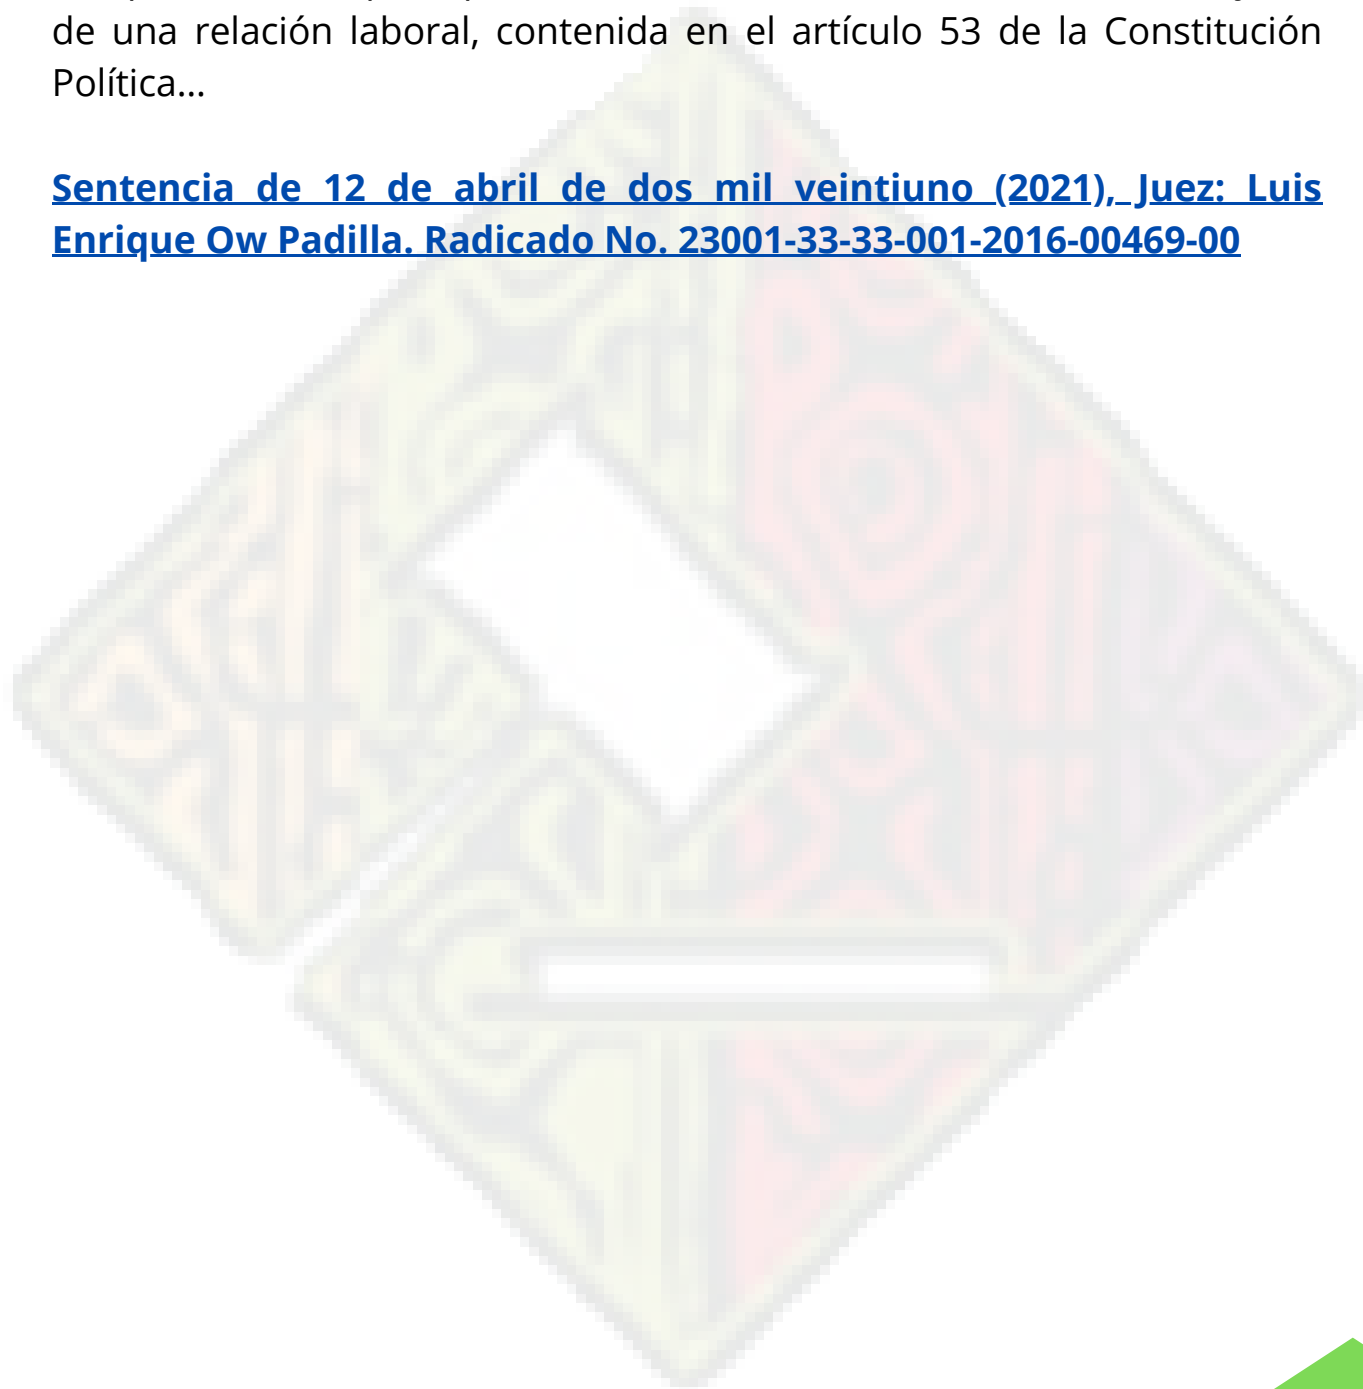 de una relación laboral, contenida en el artículo 53 de la Constitución
Política...
Sentencia de 12 de abril de dos mil veintiuno (2021), Juez: Luis
Enrique Ow Padilla. Radicado No. 23001-33-33-001-2016-00469-00